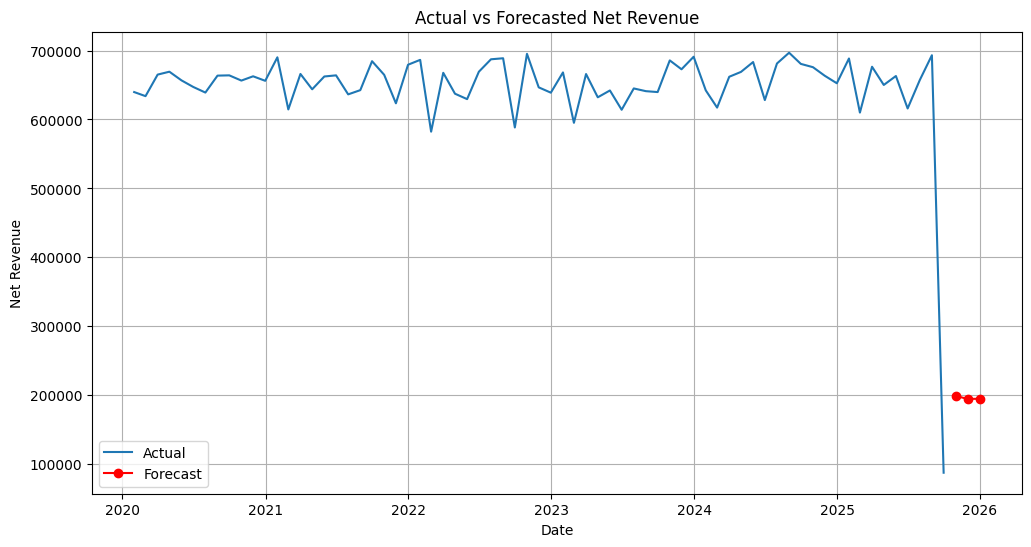 Actual vs Forecasted Net Revenue
Net Revenue
700000
600000
500000
400000
300000
200000
100000
Actual
Forecast
2020
2021
2022
2023
2024
2025
2026
Date